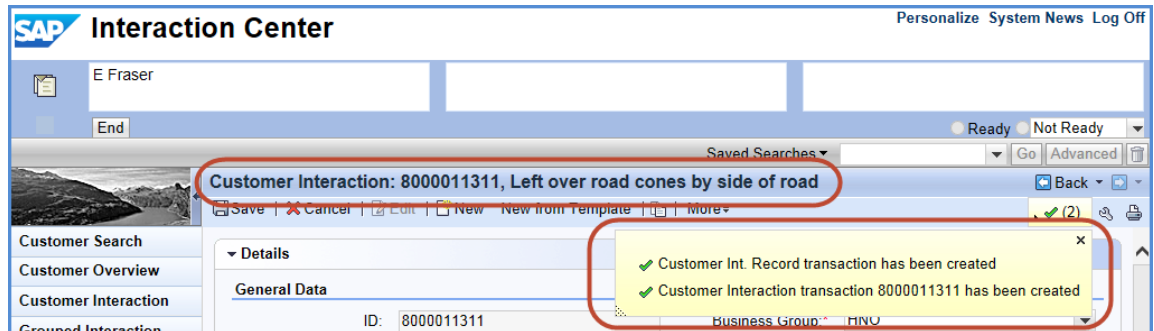 SAP Interaction Center
Personalize System News Log Off
E Fraser
End
Ready Not Ready
Saved Searches
Go Advanced
Customer Interaction: 8000011311, Left over road cones by side of road
Back
Save | Cancel | Edit | New New from Template | | More
(2)
Customer Search
Customer Overview
Customer Interaction
Grouped Interaction
Details
General Data
ID: 8000011311
Customer Int. Record transaction has been created
Customer Interaction transaction 8000011311 has been created
Business Group:* HNO